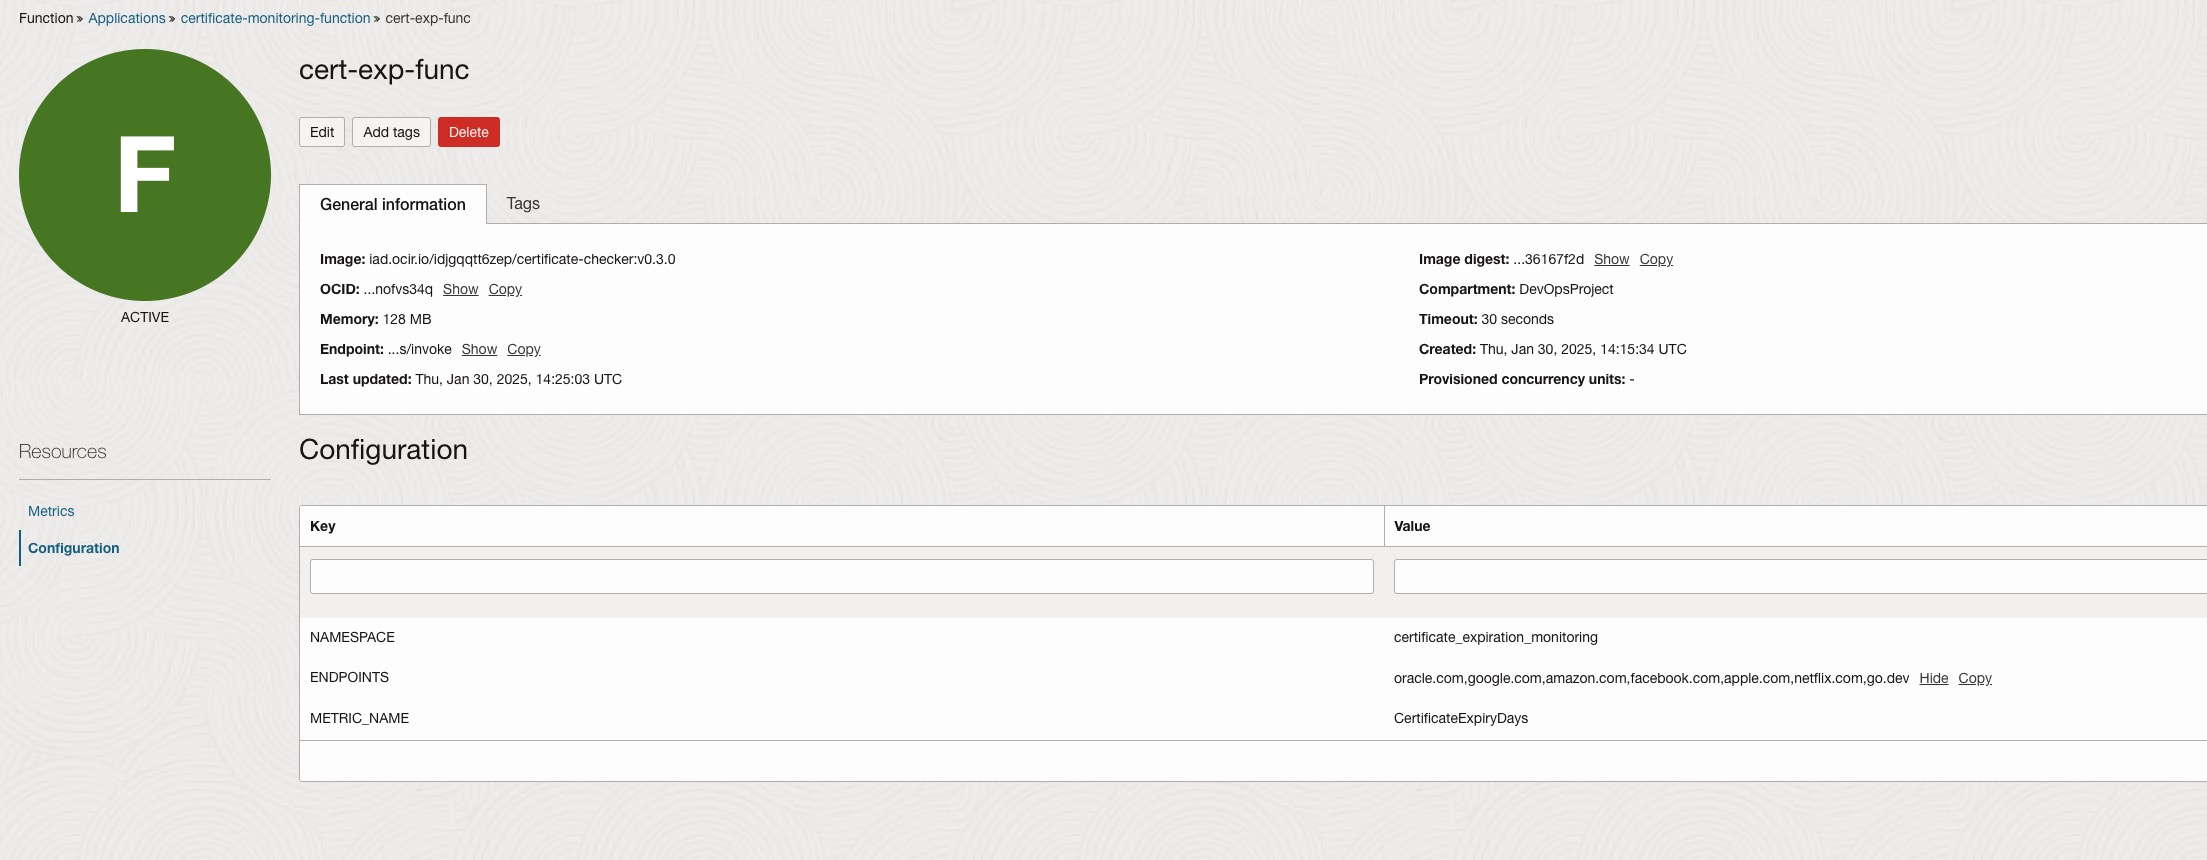 Function » Applications » certificate-monitoring-function » cert-exp-func
F
ACTIVE
cert-exp-func
Edit Add tags Delete
General information Tags
Image: iad.ocir.io/idjgqqtt6zep/certificate-checker:v0.3.0
OCID: ...nofvs34q Show Copy
Memory: 128 MB
Endpoint: ...s/invoke Show Copy
Last updated: Thu, Jan 30, 2025, 14:25:03 UTC
Image digest: ...36167f2d Show Copy
Compartment: DevOpsProject
Timeout: 30 seconds
Created: Thu, Jan 30, 2025, 14:15:34 UTC
Provisioned concurrency units: -
Resources
Metrics
Configuration
Configuration
Key Value
NAMESPACE certificate_expiration_monitoring
ENDPOINTS oracle.com,google.com,amazon.com,facebook.com,apple.com,netflix.com,go.dev Hide Copy
METRIC_NAME CertificateExpiryDays